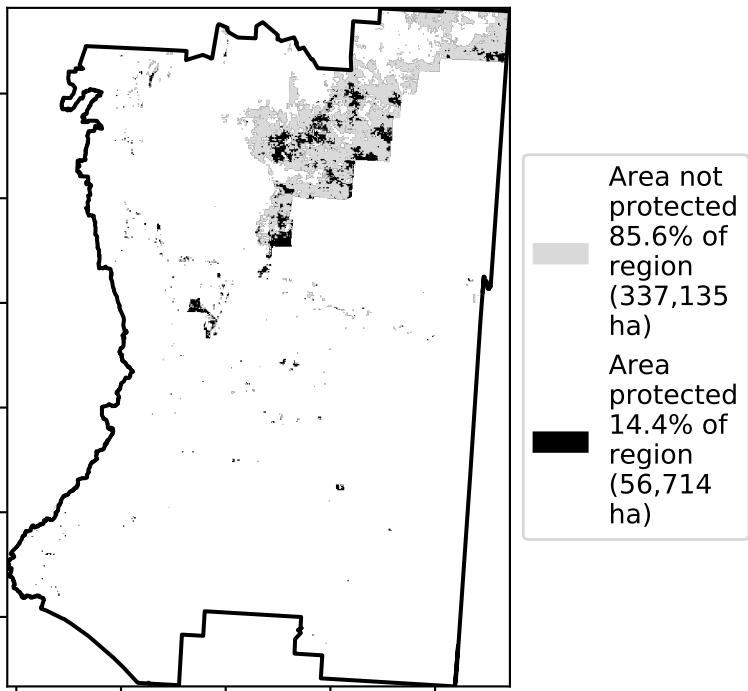 Area not
protected
85.6% of
region
(337,135
ha)
Area
protected
14.4% of
region
(56,714
ha)